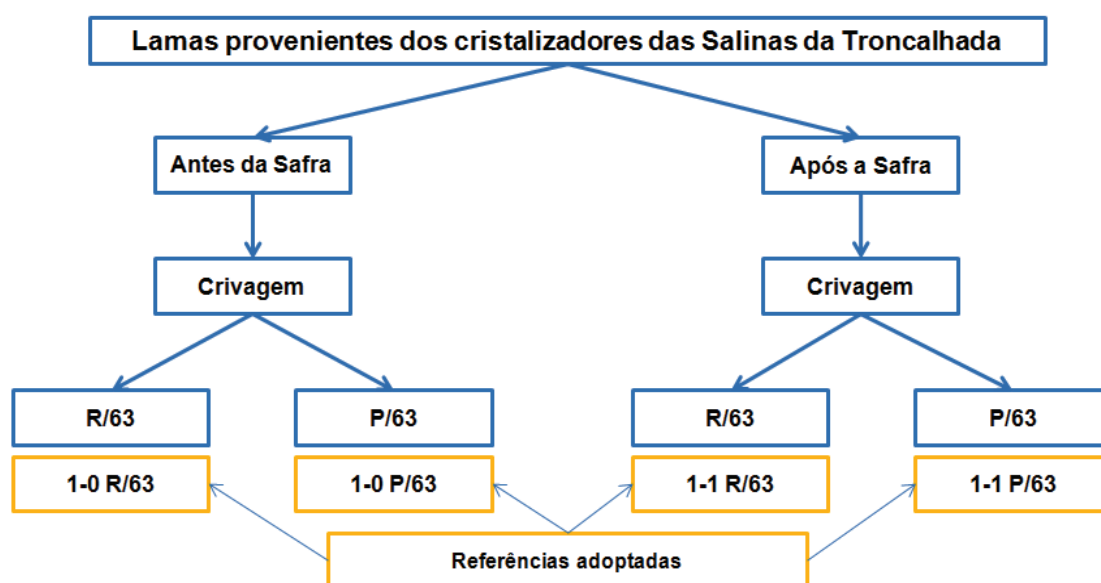 Lamas provenientes dos cristalizadores das Salinas da Troncalhada
Antes da Safra
Após a Safra
Crivagem
Crivagem
R/63
P/63
R/63
P/63
1-0 R/63
1-0 P/63
1-1 R/63
1-1 P/63
Referências adoptadas